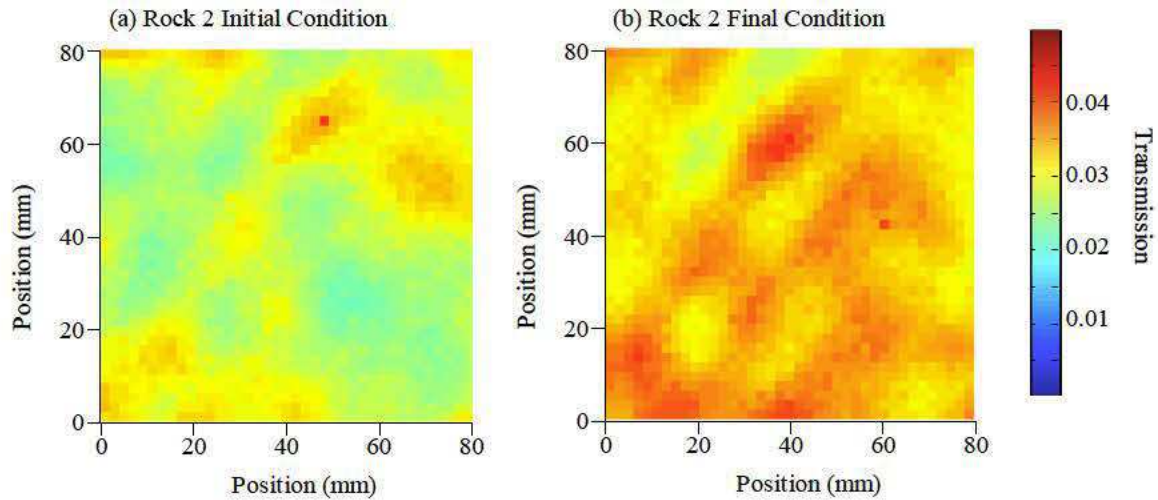 (a) Rock 2 Initial Condition
80
60
40
20
0
0 20 40 60 80
Position (mm)
Position (mm)
(b) Rock 2 Final Condition
80
60
40
20
0
0 20 40 60 80
Position (mm)
Position (mm)
0.04
0.03
0.02
0.01
Transmission